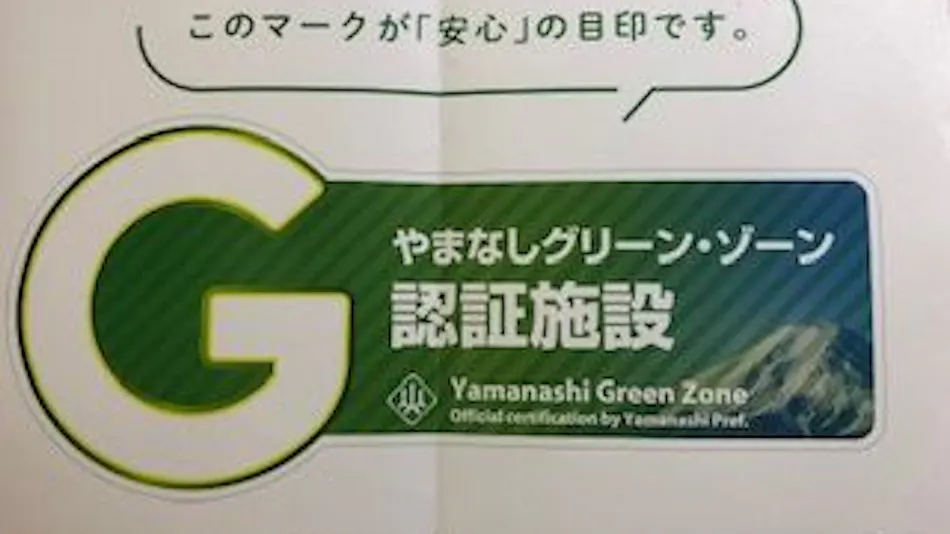 このマークが「安心」の目印です。
G
やまなしグリーン・ゾーン
認証施設
Yamanashi Green Zone
Official certification by Yamanashi Pref.